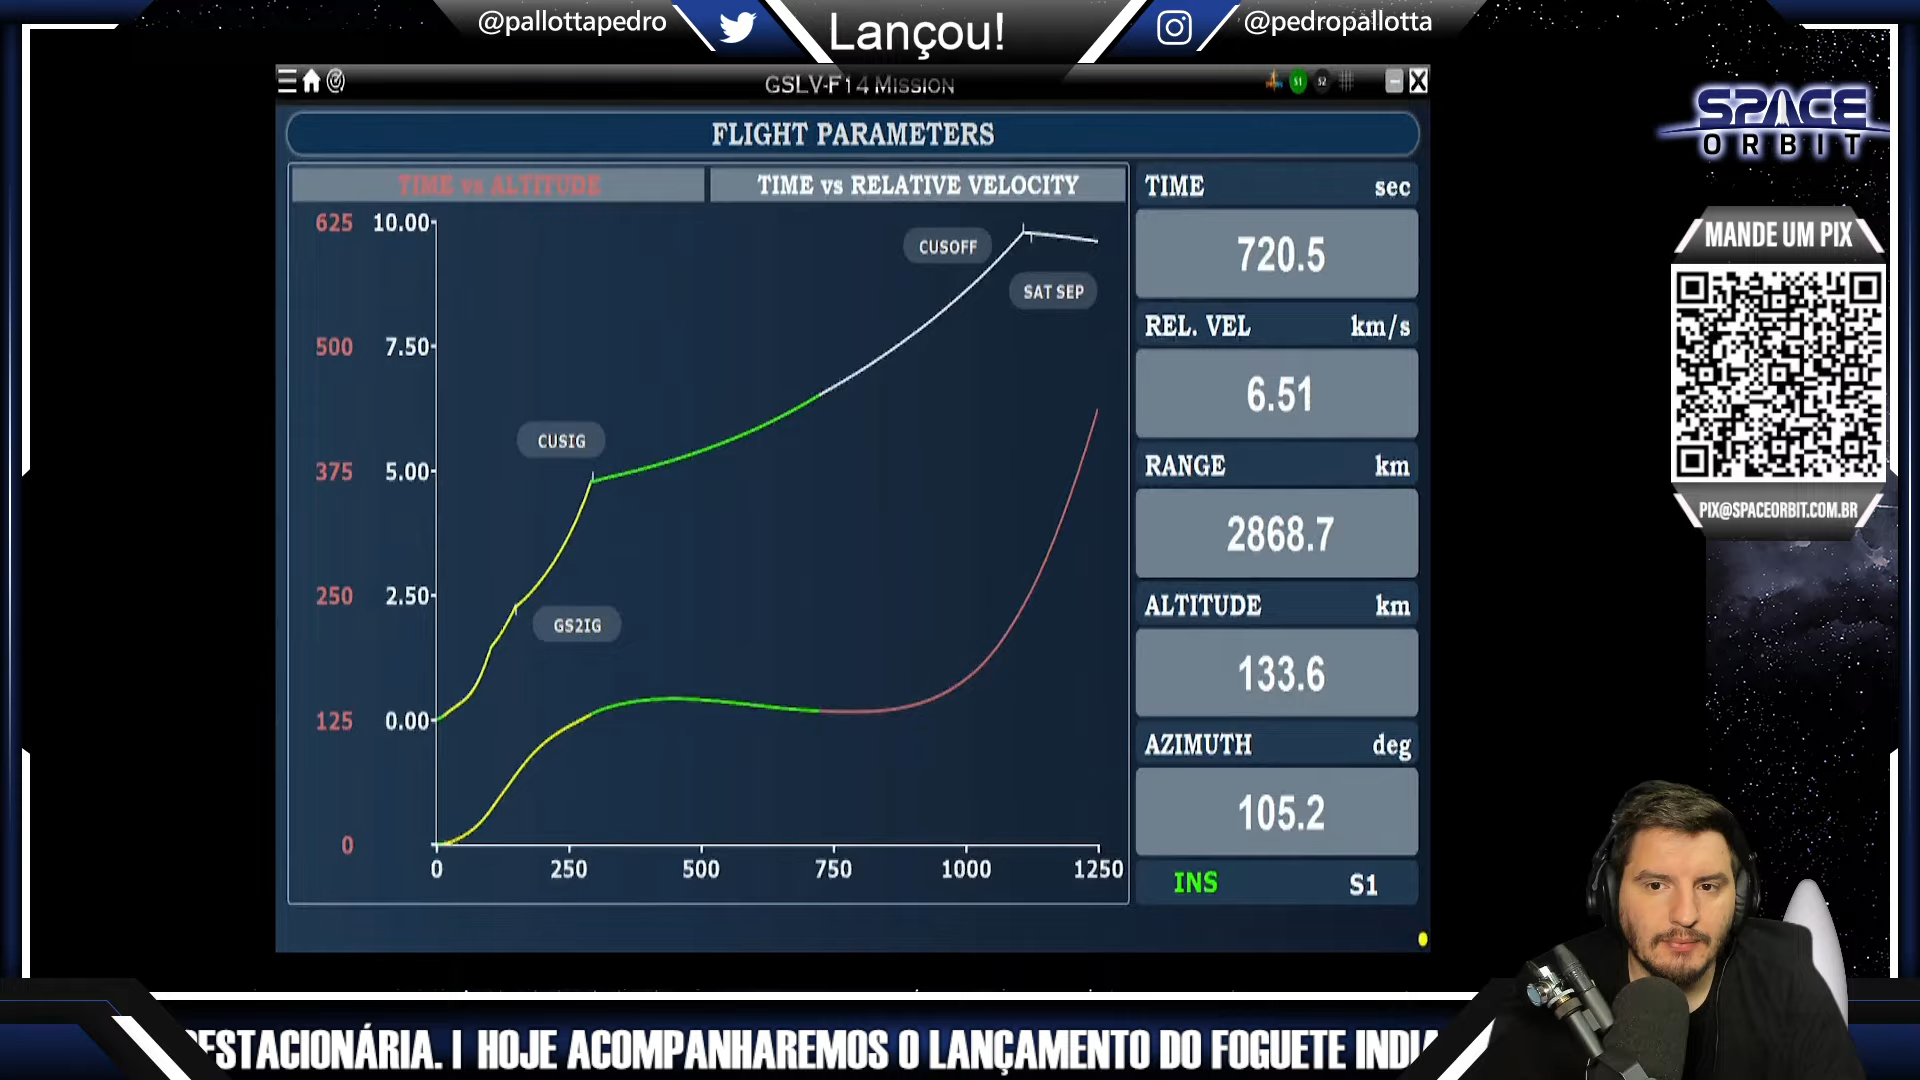 @pallottapedro
Lançou!
@pedropallotta
GSLV-F14 MISSION
S1
S2
FLIGHT PARAMETERS
TIME vs ALTITUDE
TIME vs RELATIVE VELOCITY
625
10.00
500
7.50
375
5.00
250
2.50
125
0.00
0
CUSOFF
SAT SEP
CUSIG
GS2IG
0
250
500
750
1000
1250
TIME sec
720.5
REL. VEL km/s
6.51
RANGE km
2868.7
ALTITUDE km
133.6
AZIMUTH deg
105.2
INS S1
SPACE
ORBIT
MANDE UM PIX
PIX@SPACEORBIT.COM.BR
ESTACIONÁRIA. | HOJE ACOMPANHAREMOS O LANÇAMENTO DO FOGUETE INDIA